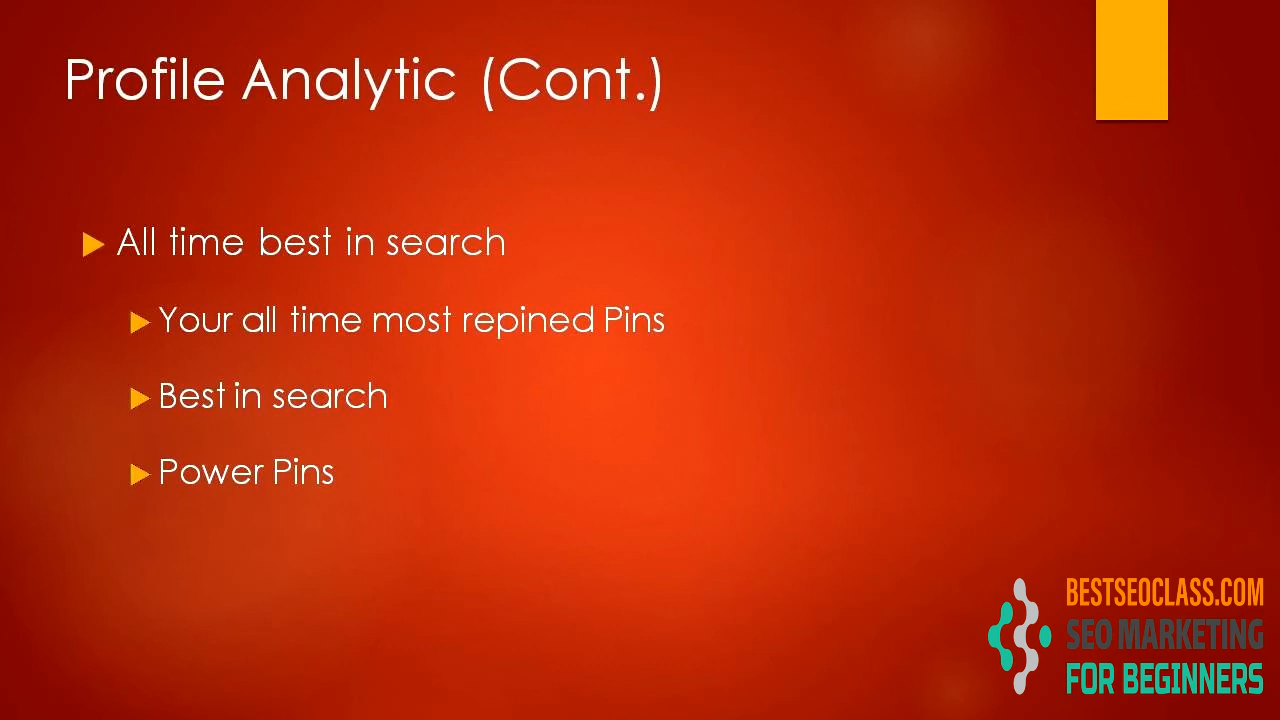 Profile Analytic (Cont.)
All time best in search
Your all time most repined Pins
Best in search
Power Pins
BESTSEOCLASS.COM
SEO MARKETING
FOR BEGINNERS